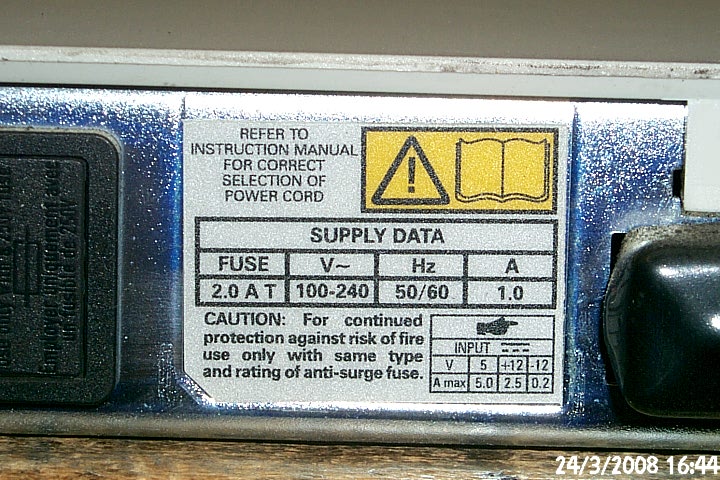 REFER TO
INSTRUCTION MANUAL
FOR CORRECT
SELECTION OF
POWER CORD
SUPPLY DATA
FUSE V~ Hz A
2.0 A T 100-240 50/60 1.0
CAUTION: For continued
protection against risk of fire
use only with same type
and rating of anti-surge fuse.
INPUT
V 5 +12 -12
A max 5.0 2.5 0.2
24/3/2008 16:44